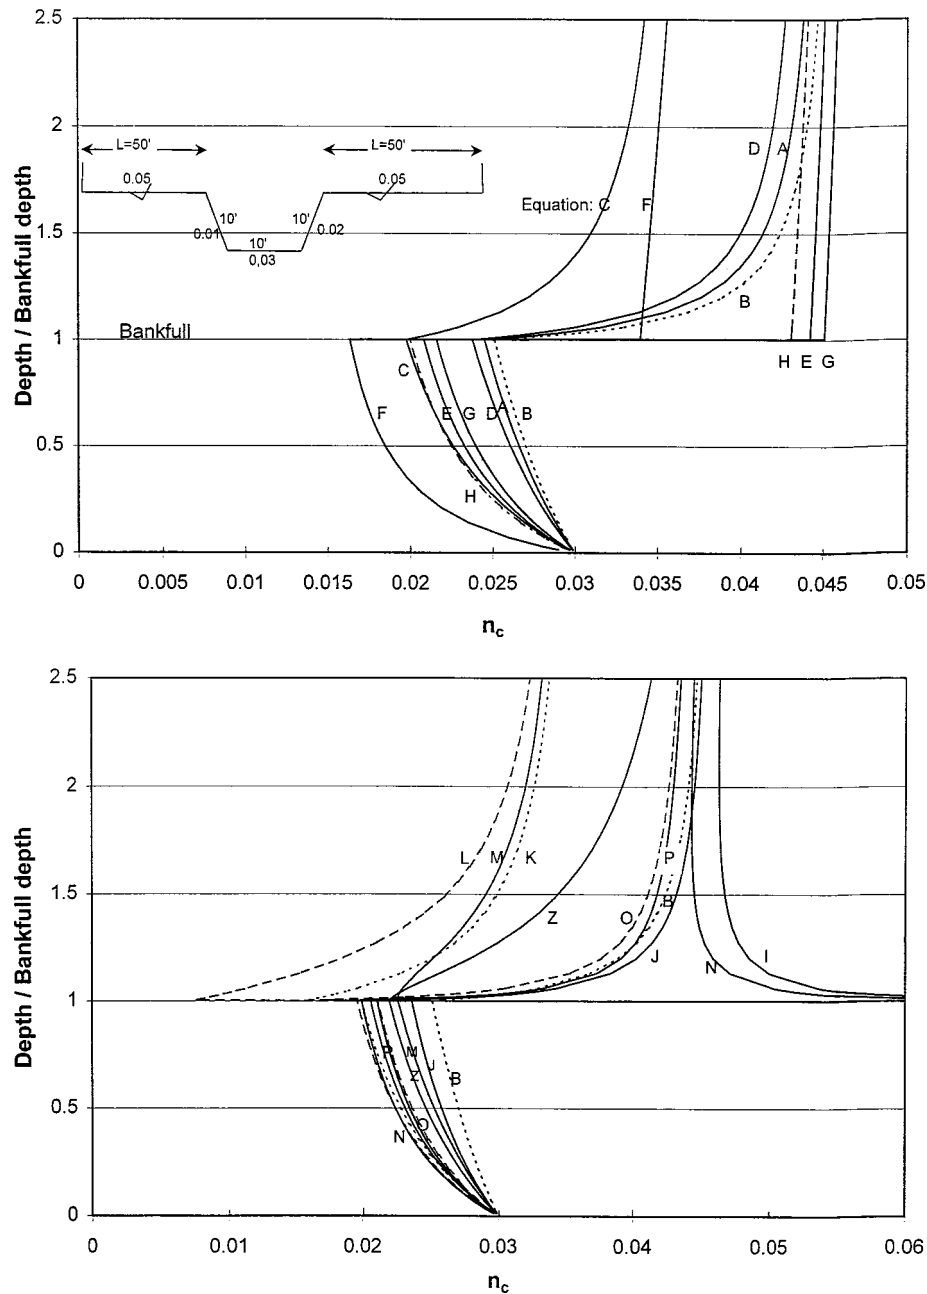 2.5
2
1.5
1
0.5
0
Depth / Bankfull depth
L=50'
L=50'
0.05
0.05
10'
10'
0.01
0.02
10'
0,03
Equation: C
F
D
A
B
Bankfull
H E G
C
F
E
G
D
A
B
H
0
0.005
0.01
0.015
0.02
0.025
0.03
0.035
0.04
0.045
0.05
nc
2.5
2
1.5
1
0.5
0
Depth / Bankfull depth
L
M
K
P
Z
O
B
J
N
I
P
M
Z
J
B
O
N
0
0.01
0.02
0.03
0.04
0.05
0.06
nc